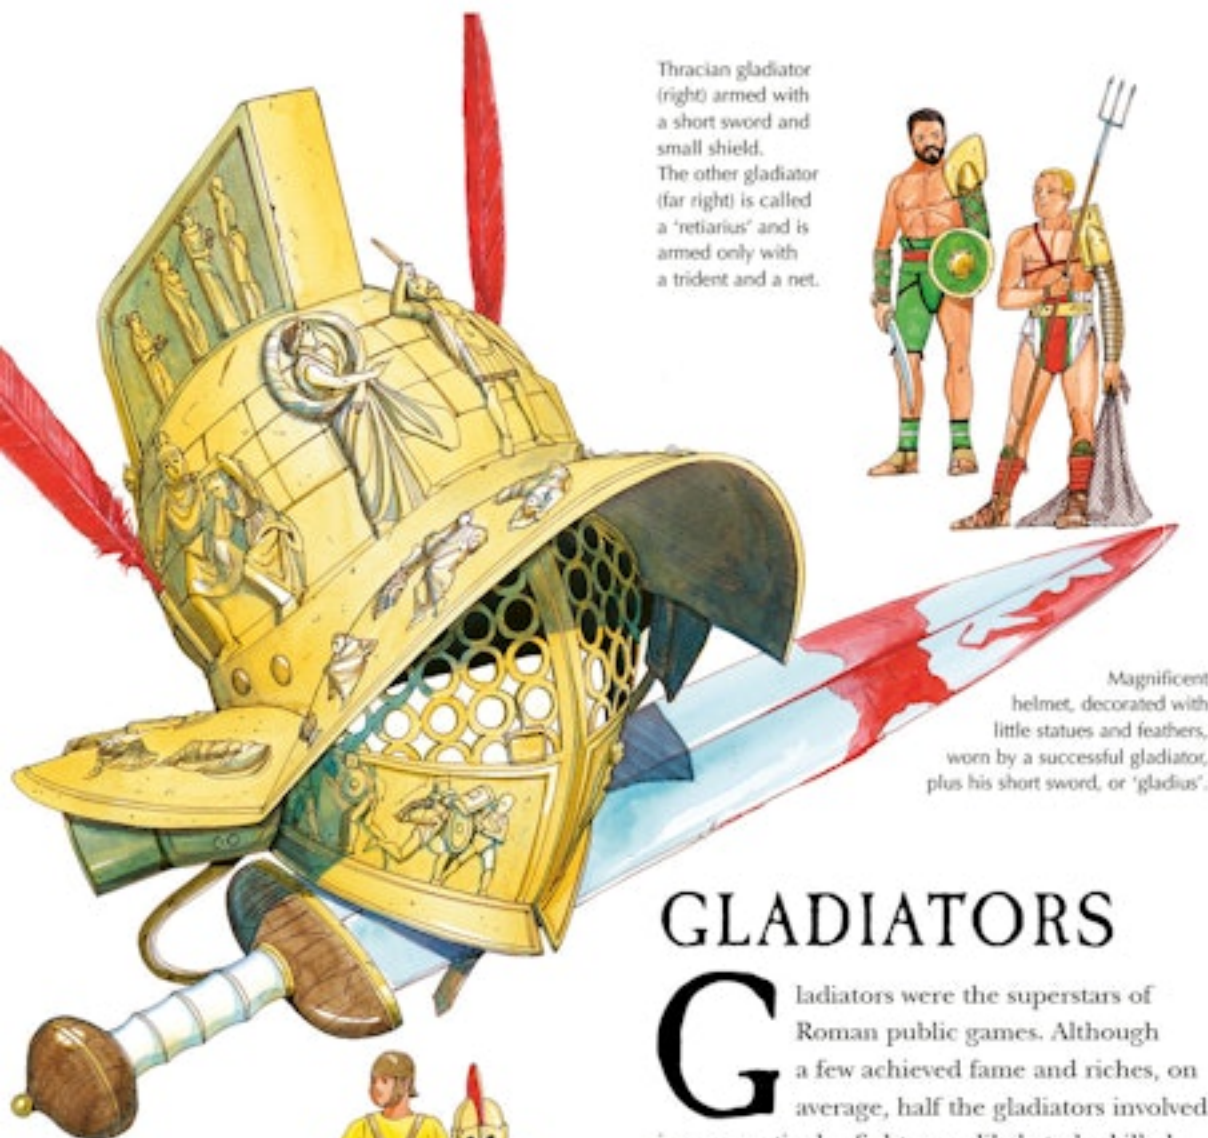 Thracian gladiator
(right) armed with
a short sword and
small shield.
The other gladiator
(far right) is called
a ‘retiarius’ and is
armed only with
a trident and a net.
Magnificent
helmet, decorated with
little statues and feathers,
worn by a successful gladiator,
plus his short sword, or ‘gladius’.
GLADIATORS
Gladiators were the superstars of
Roman public games. Although
a few achieved fame and riches, on
average, half the gladiators involved